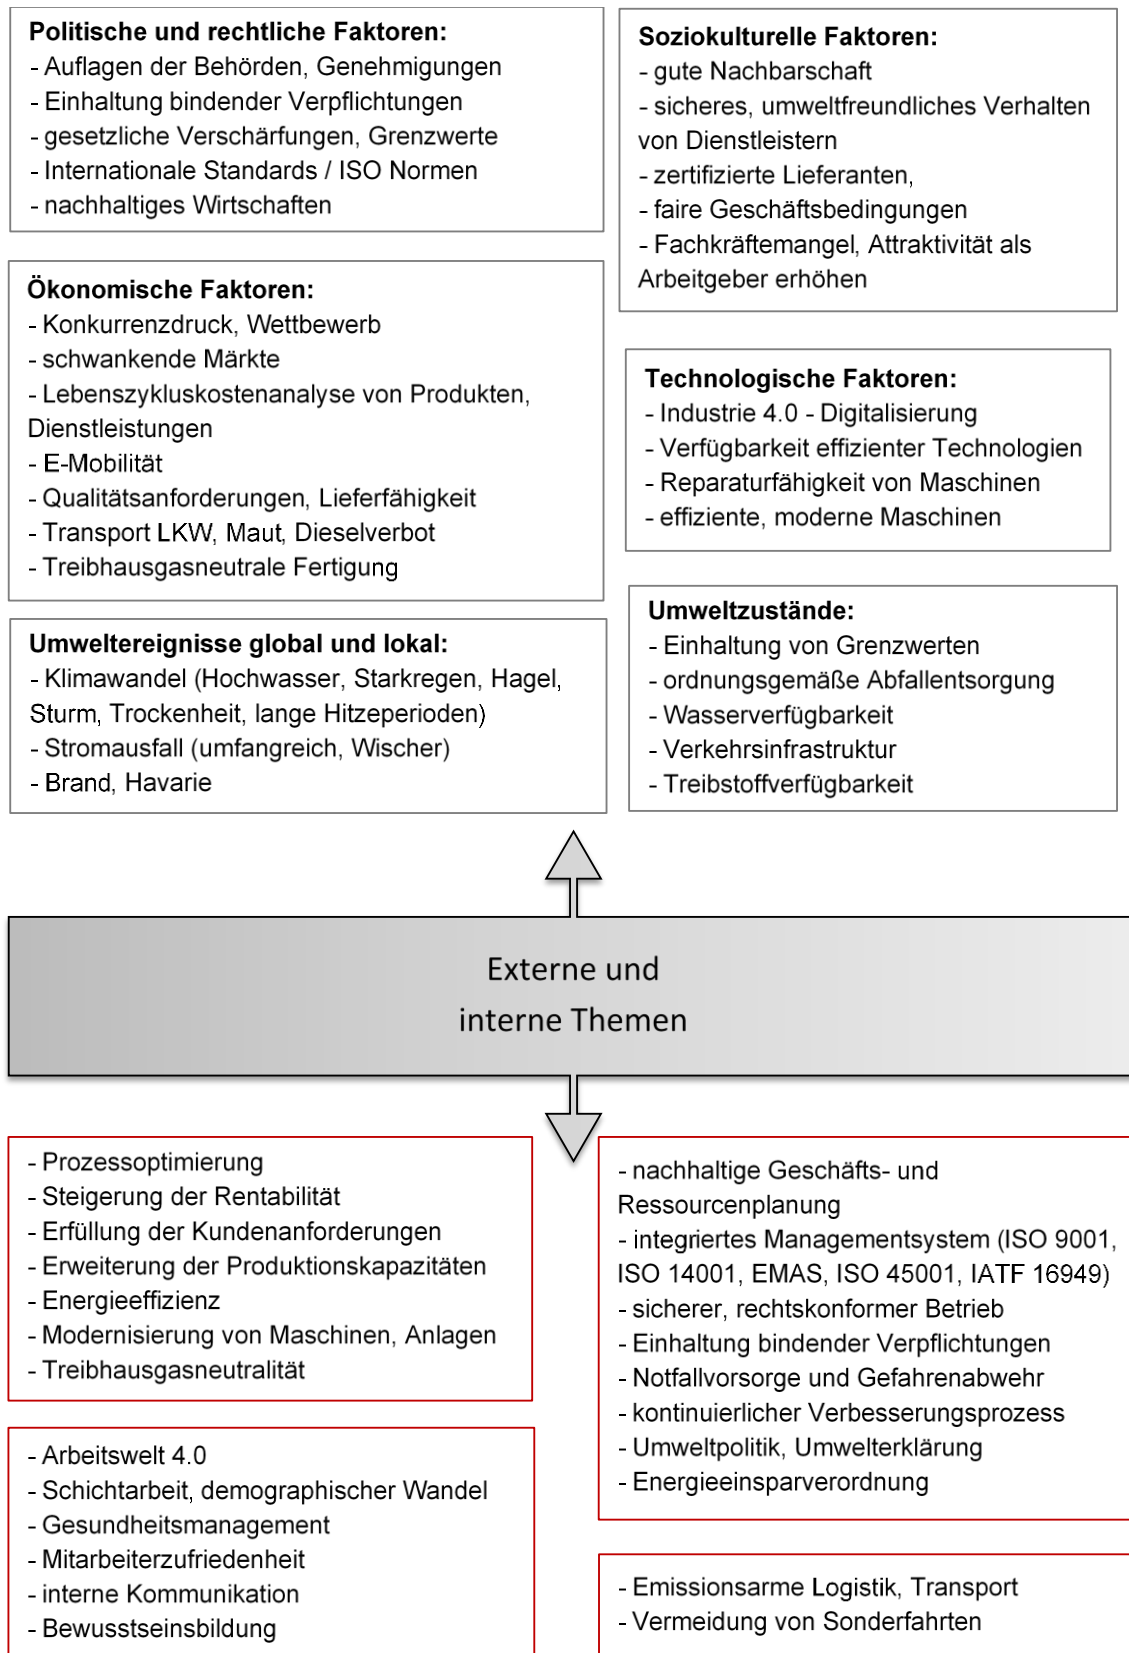 Politische und rechtliche Faktoren:
- Auflagen der Behörden, Genehmigungen
- Einhaltung bindender Verpflichtungen
- gesetzliche Verschärfungen, Grenzwerte
- Internationale Standards / ISO Normen
- nachhaltiges Wirtschaften
Soziokulturelle Faktoren:
- gute Nachbarschaft
- sicheres, umweltfreundliches Verhalten
von Dienstleistern
- zertifizierte Lieferanten,
- faire Geschäftsbedingungen
- Fachkräftemangel, Attraktivität als
Arbeitgeber erhöhen
Ökonomische Faktoren:
- Konkurrenzdruck, Wettbewerb
- schwankende Märkte
- Lebenszykluskostenanalyse von Produkten,
Dienstleistungen
- E-Mobilität
- Qualitätsanforderungen, Lieferfähigkeit
- Transport LKW, Maut, Dieselverbot
- Treibhausgasneutrale Fertigung
Technologische Faktoren:
- Industrie 4.0 - Digitalisierung
- Verfügbarkeit effizienter Technologien
- Reparaturfähigkeit von Maschinen
- effiziente, moderne Maschinen
Umweltereignisse global und lokal:
- Klimawandel (Hochwasser, Starkregen, Hagel,
Sturm, Trockenheit, lange Hitzeperioden)
- Stromausfall (umfangreich, Wischer)
- Brand, Havarie
Umweltzustände:
- Einhaltung von Grenzwerten
- ordnungsgemäße Abfallentsorgung
- Wasserverfügbarkeit
- Verkehrsinfrastruktur
- Treibstoffverfügbarkeit
Externe und
interne Themen
- Prozessoptimierung
- Steigerung der Rentabilität
- Erfüllung der Kundenanforderungen
- Erweiterung der Produktionskapazitäten
- Energieeffizienz
- Modernisierung von Maschinen, Anlagen
- Treibhausgasneutralität
- nachhaltige Geschäfts- und
Ressourcenplanung
- integriertes Managementsystem (ISO 9001,
ISO 14001, EMAS, ISO 45001, IATF 16949)
- sicherer, rechtskonformer Betrieb
- Einhaltung bindender Verpflichtungen
- Notfallvorsorge und Gefahrenabwehr
- kontinuierlicher Verbesserungsprozess
- Umweltpolitik, Umwelterklärung
- Energieeinsparverordnung
- Arbeitswelt 4.0
- Schichtarbeit, demographischer Wandel
- Gesundheitsmanagement
- Mitarbeiterzufriedenheit
- interne Kommunikation
- Bewusstseinsbildung
- Emissionsarme Logistik, Transport
- Vermeidung von Sonderfahrten